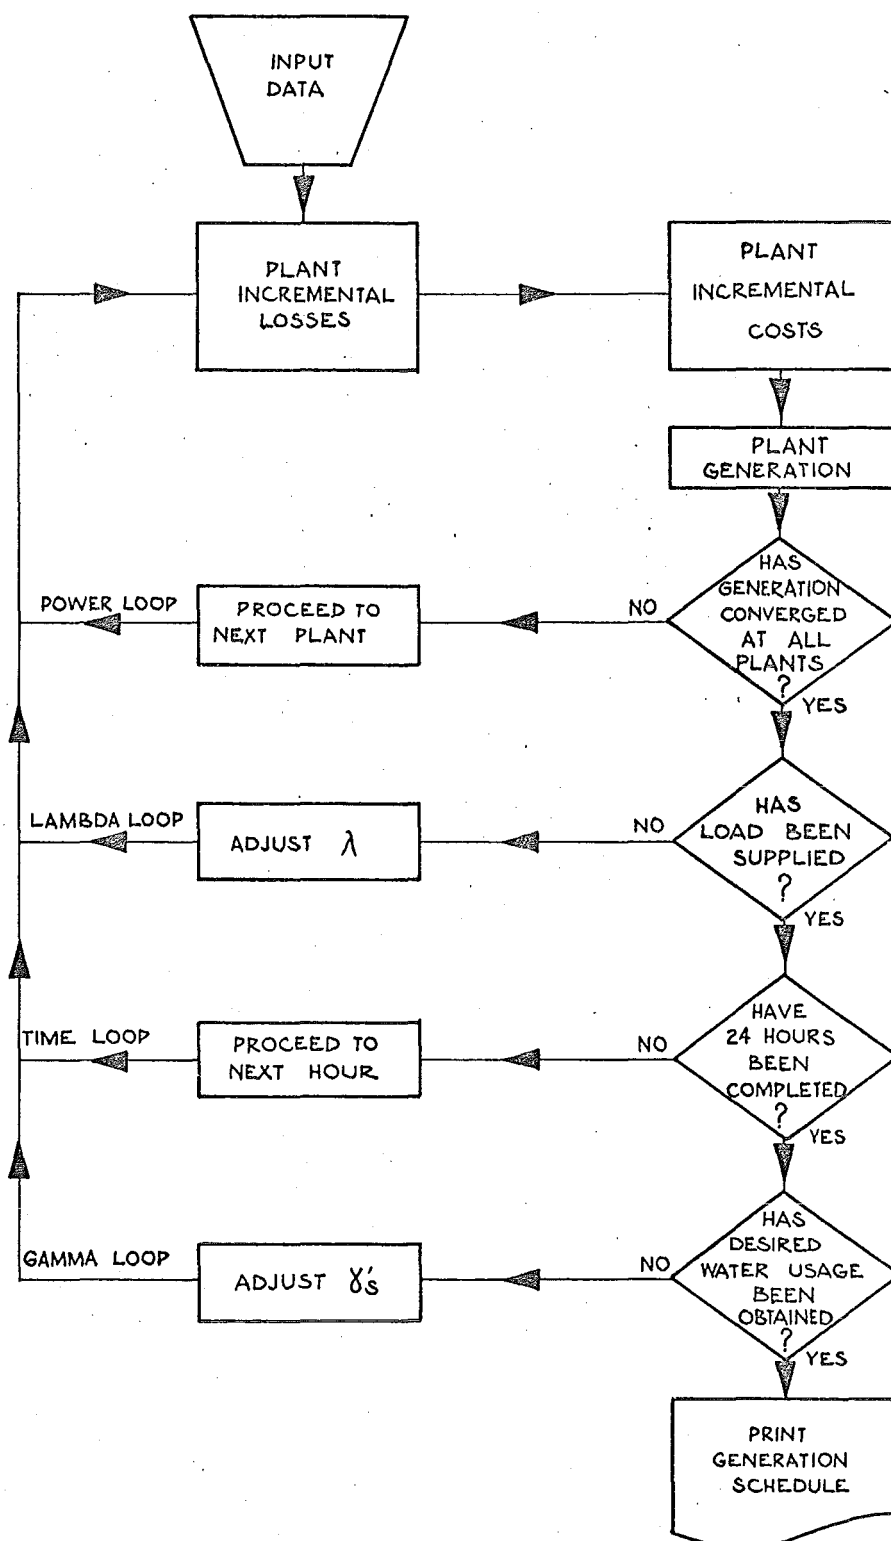 INPUT
DATA
PLANT
INCREMENTAL
LOSSES
PLANT
INCREMENTAL
COSTS
PLANT
GENERATION
HAS
GENERATION
CONVERGED
AT ALL
PLANTS
?
YES
NO
PROCEED TO
NEXT PLANT
POWER LOOP
HAS
LOAD BEEN
SUPPLIED
?
YES
NO
ADJUST λ
LAMBDA LOOP
HAVE
24 HOURS
BEEN
COMPLETED
?
YES
NO
PROCEED TO
NEXT HOUR
TIME LOOP
HAS
DESIRED
WATER USAGE
BEEN
OBTAINED
?
YES
NO
ADJUST γ's
GAMMA LOOP
PRINT
GENERATION
SCHEDULE